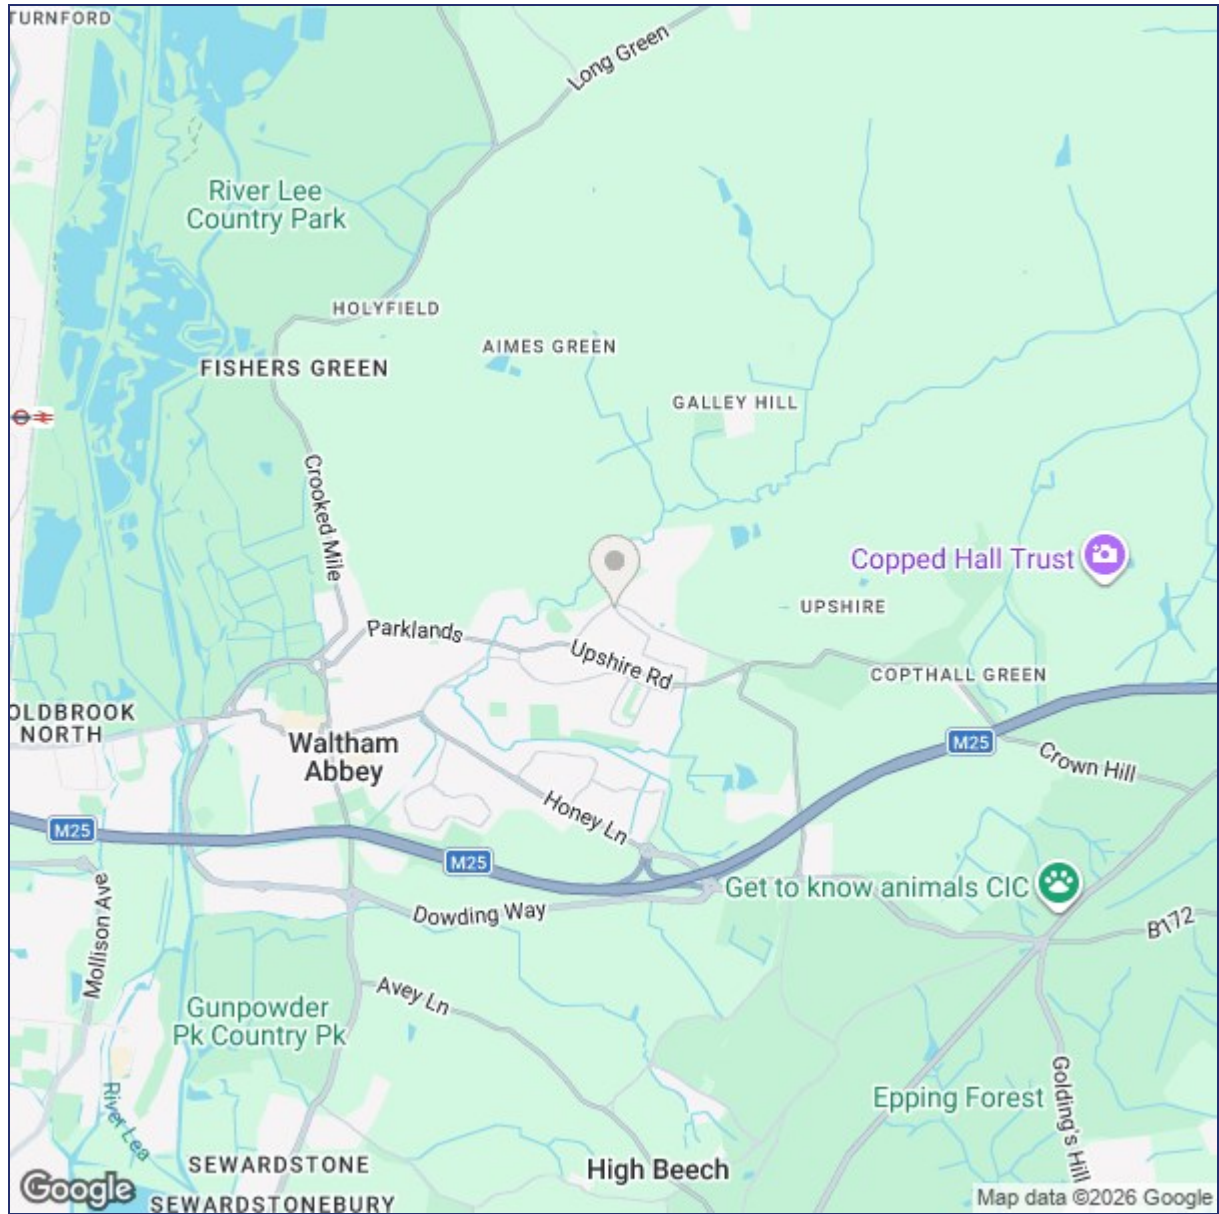 TURNFORD
Long Green
River Lee
Country Park
HOLYFIELD
AIMES GREEN
FISHERS GREEN
GALLEY HILL
Crooked Mile
Copped Hall Trust
UPSHIRE
Parklands
Upshire Rd
COPTHALL GREEN
OLDBROOK
NORTH
Waltham
Abbey
M25
Crown Hill
Honey Ln
M25
M25
Get to know animals CIC
Dowding Way
B172
Mollison Ave
Avey Ln
Gunpowder
Pk Country Pk
River Lea
Epping Forest
Golding's Hill
SEWARDSTONE
High Beech
SEWARDSTONEBURY
Google
Map data ©2026 Google